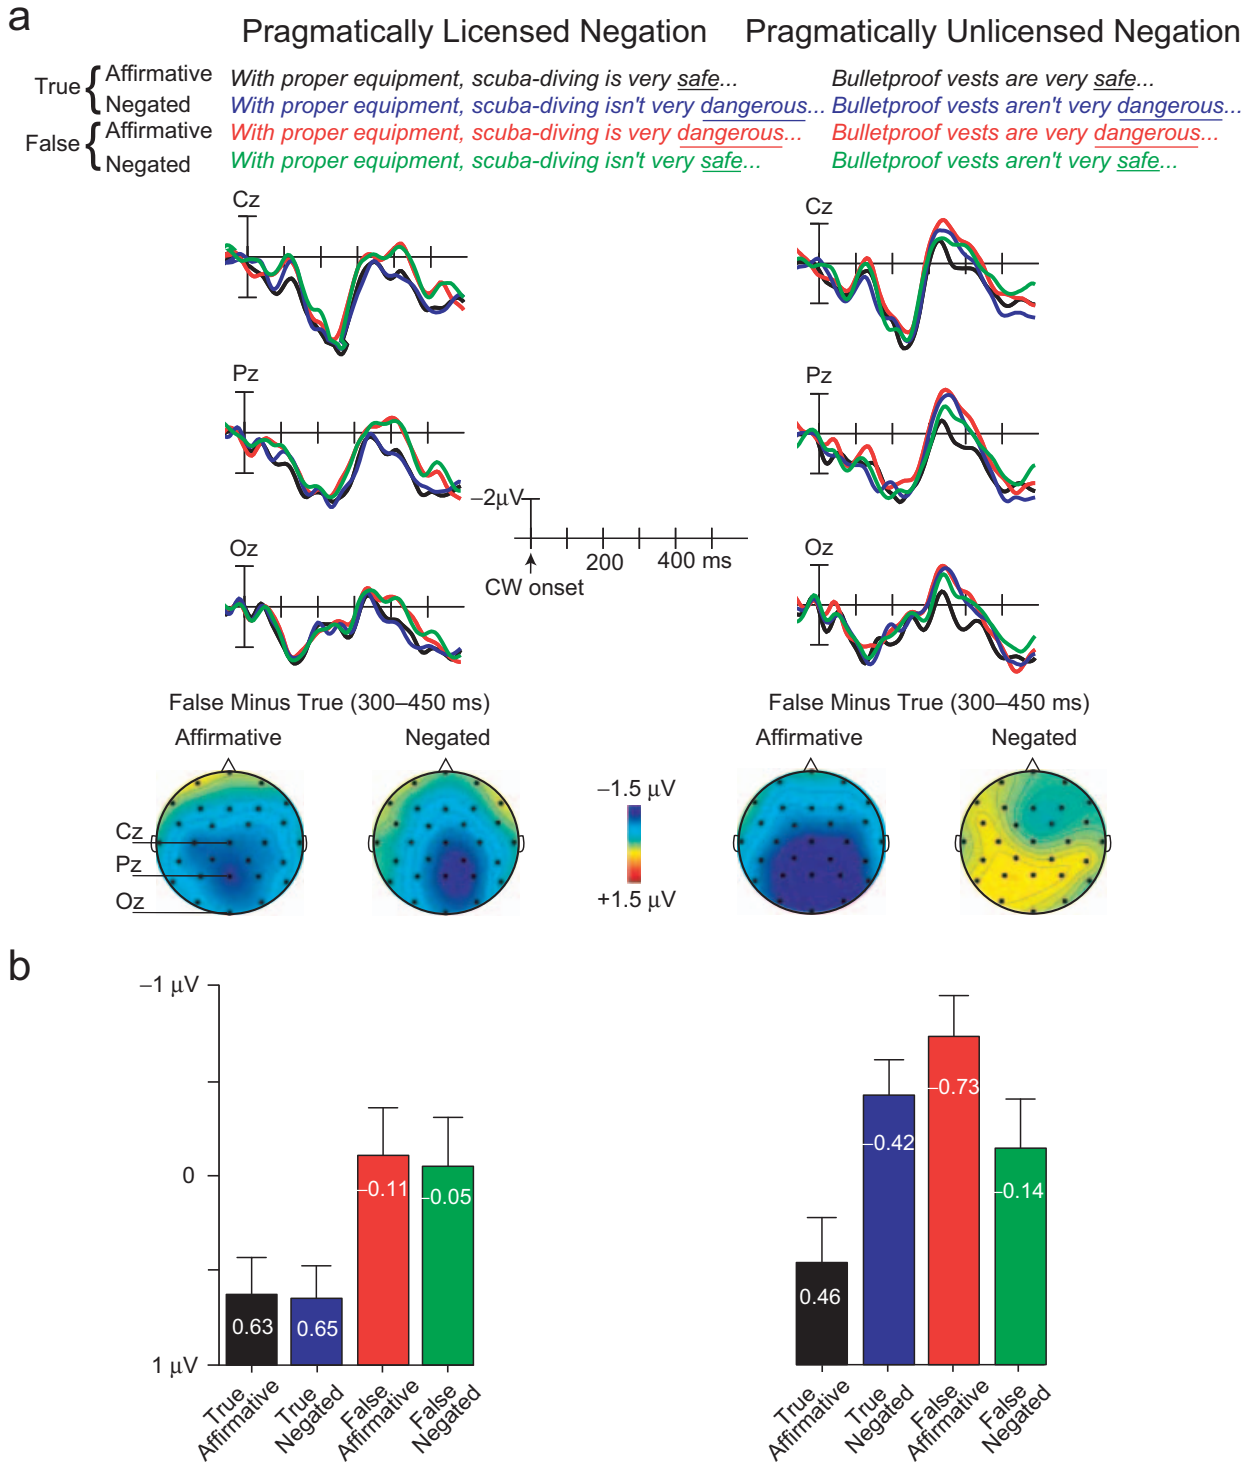 a
Pragmatically Licensed Negation
Pragmatically Unlicensed Negation
True { Affirmative
With proper equipment, scuba-diving is very safe...
Bulletproof vests are very safe...
Negated
With proper equipment, scuba-diving isn't very dangerous...
Bulletproof vests aren't very dangerous...
False { Affirmative
With proper equipment, scuba-diving is very dangerous...
Bulletproof vests are very dangerous...
Negated
With proper equipment, scuba-diving isn't very safe...
Bulletproof vests aren't very safe...
Cz
Cz
Pz
Pz
−2μV
200
400 ms
CW onset
Oz
Oz
False Minus True (300–450 ms)
False Minus True (300–450 ms)
Affirmative
Negated
Affirmative
Negated
Cz
Pz
Oz
−1.5 μV
+1.5 μV
b
−1 μV
0
1 μV
0.63
0.65
−0.11
−0.05
0.46
−0.42
−0.73
−0.14
True
Affirmative
True
Negated
False
Affirmative
False
Negated
True
Affirmative
True
Negated
False
Affirmative
False
Negated